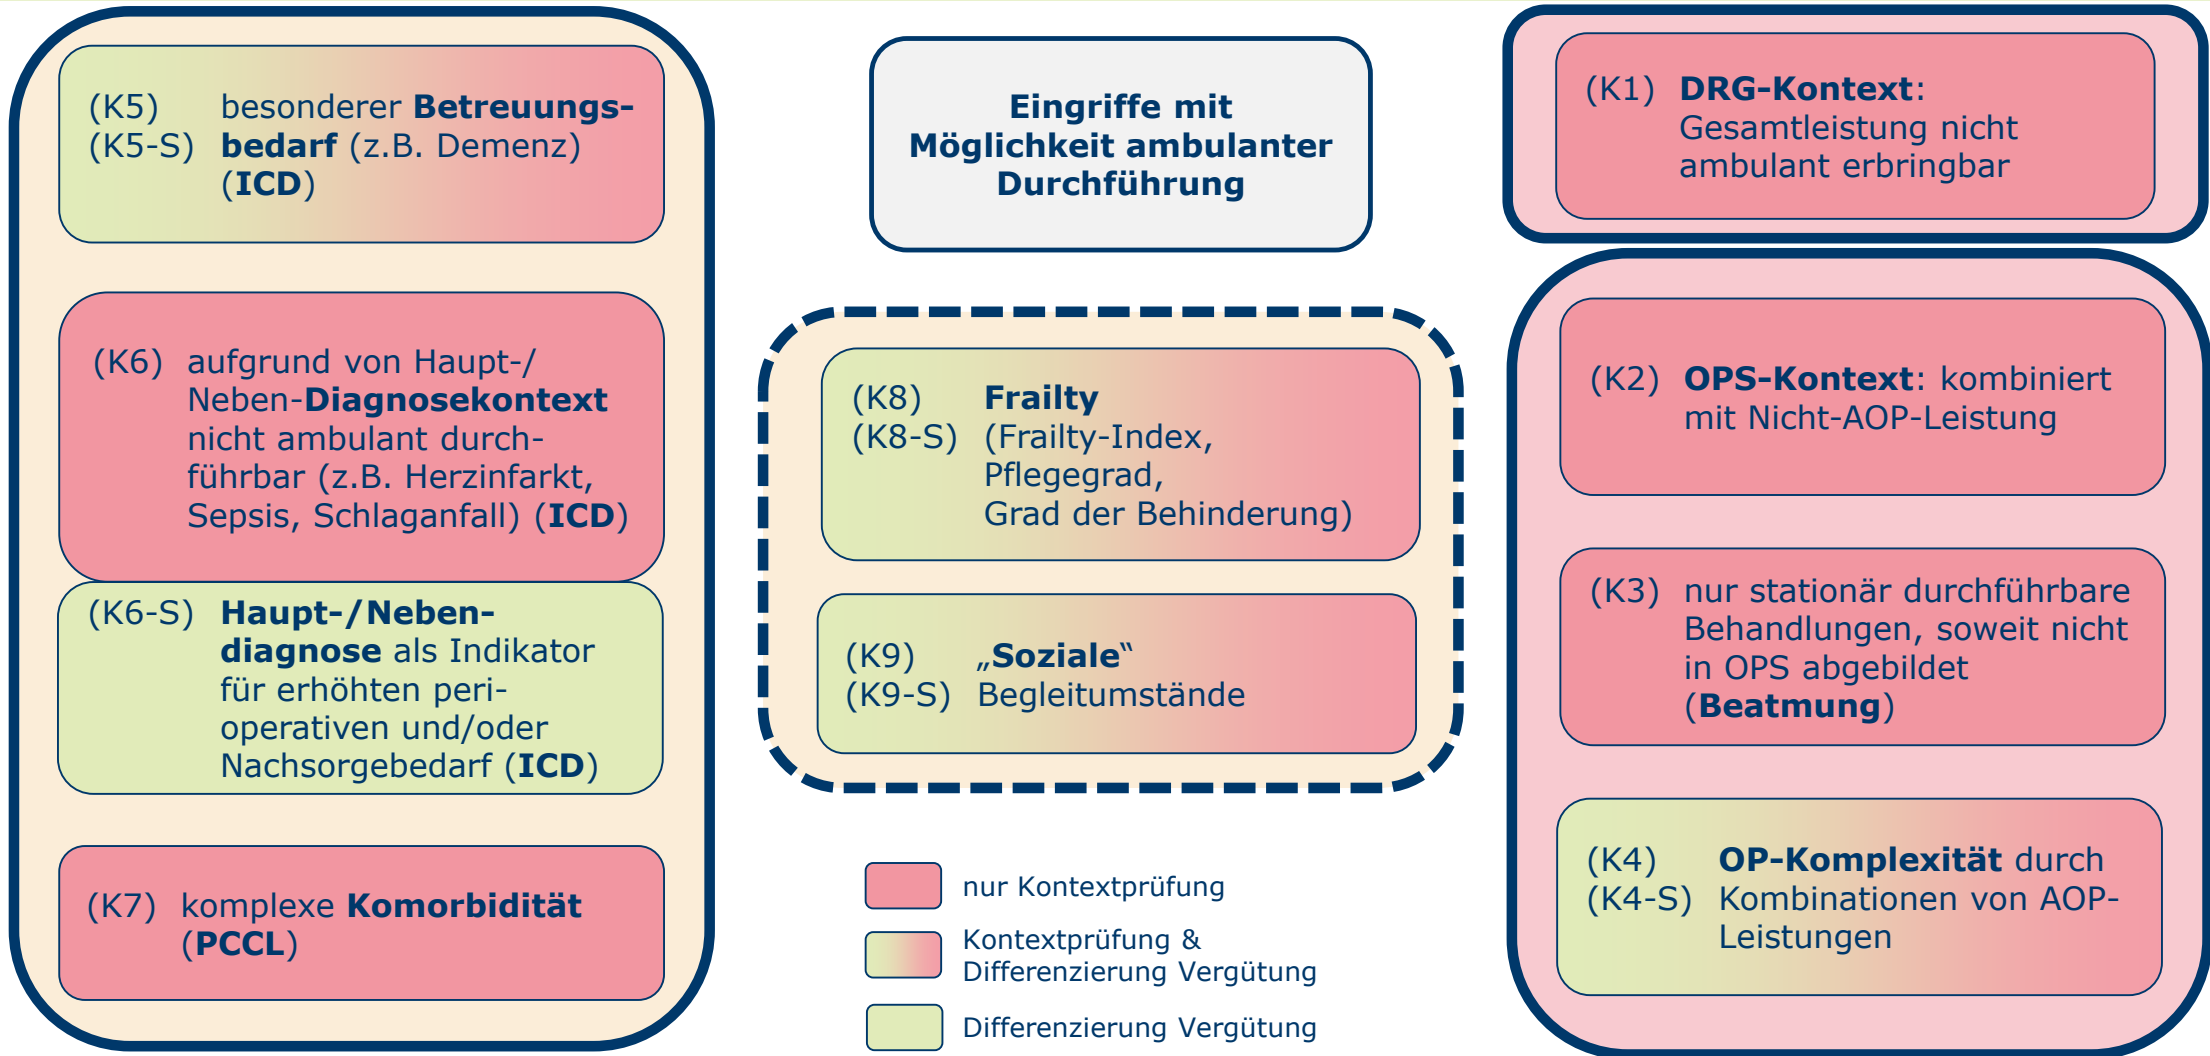 (K5) besonderer Betreuungs-
(K5-S) bedarf (z.B. Demenz)
(ICD)
(K6) aufgrund von Haupt-/
Neben-Diagnosekontext
nicht ambulant durch-
führbar (z.B. Herzinfarkt,
Sepsis, Schlaganfall) (ICD)
(K6-S) Haupt-/Neben-
diagnose als Indikator
für erhöhten peri-
operativen und/oder
Nachsorgebedarf (ICD)
(K7) komplexe Komorbidität
(PCCL)
Eingriffe mit
Möglichkeit ambulanter
Durchführung
(K8) Frailty
(K8-S) (Frailty-Index,
Pflegegrad,
Grad der Behinderung)
(K9) „Soziale“
(K9-S) Begleitumstände
nur Kontextprüfung
Kontextprüfung &
Differenzierung Vergütung
Differenzierung Vergütung
(K1) DRG-Kontext:
Gesamtleistung nicht
ambulant erbringbar
(K2) OPS-Kontext: kombiniert
mit Nicht-AOP-Leistung
(K3) nur stationär durchführbare
Behandlungen, soweit nicht
in OPS abgebildet
(Beatmung)
(K4) OP-Komplexität durch
(K4-S) Kombinationen von AOP-
Leistungen